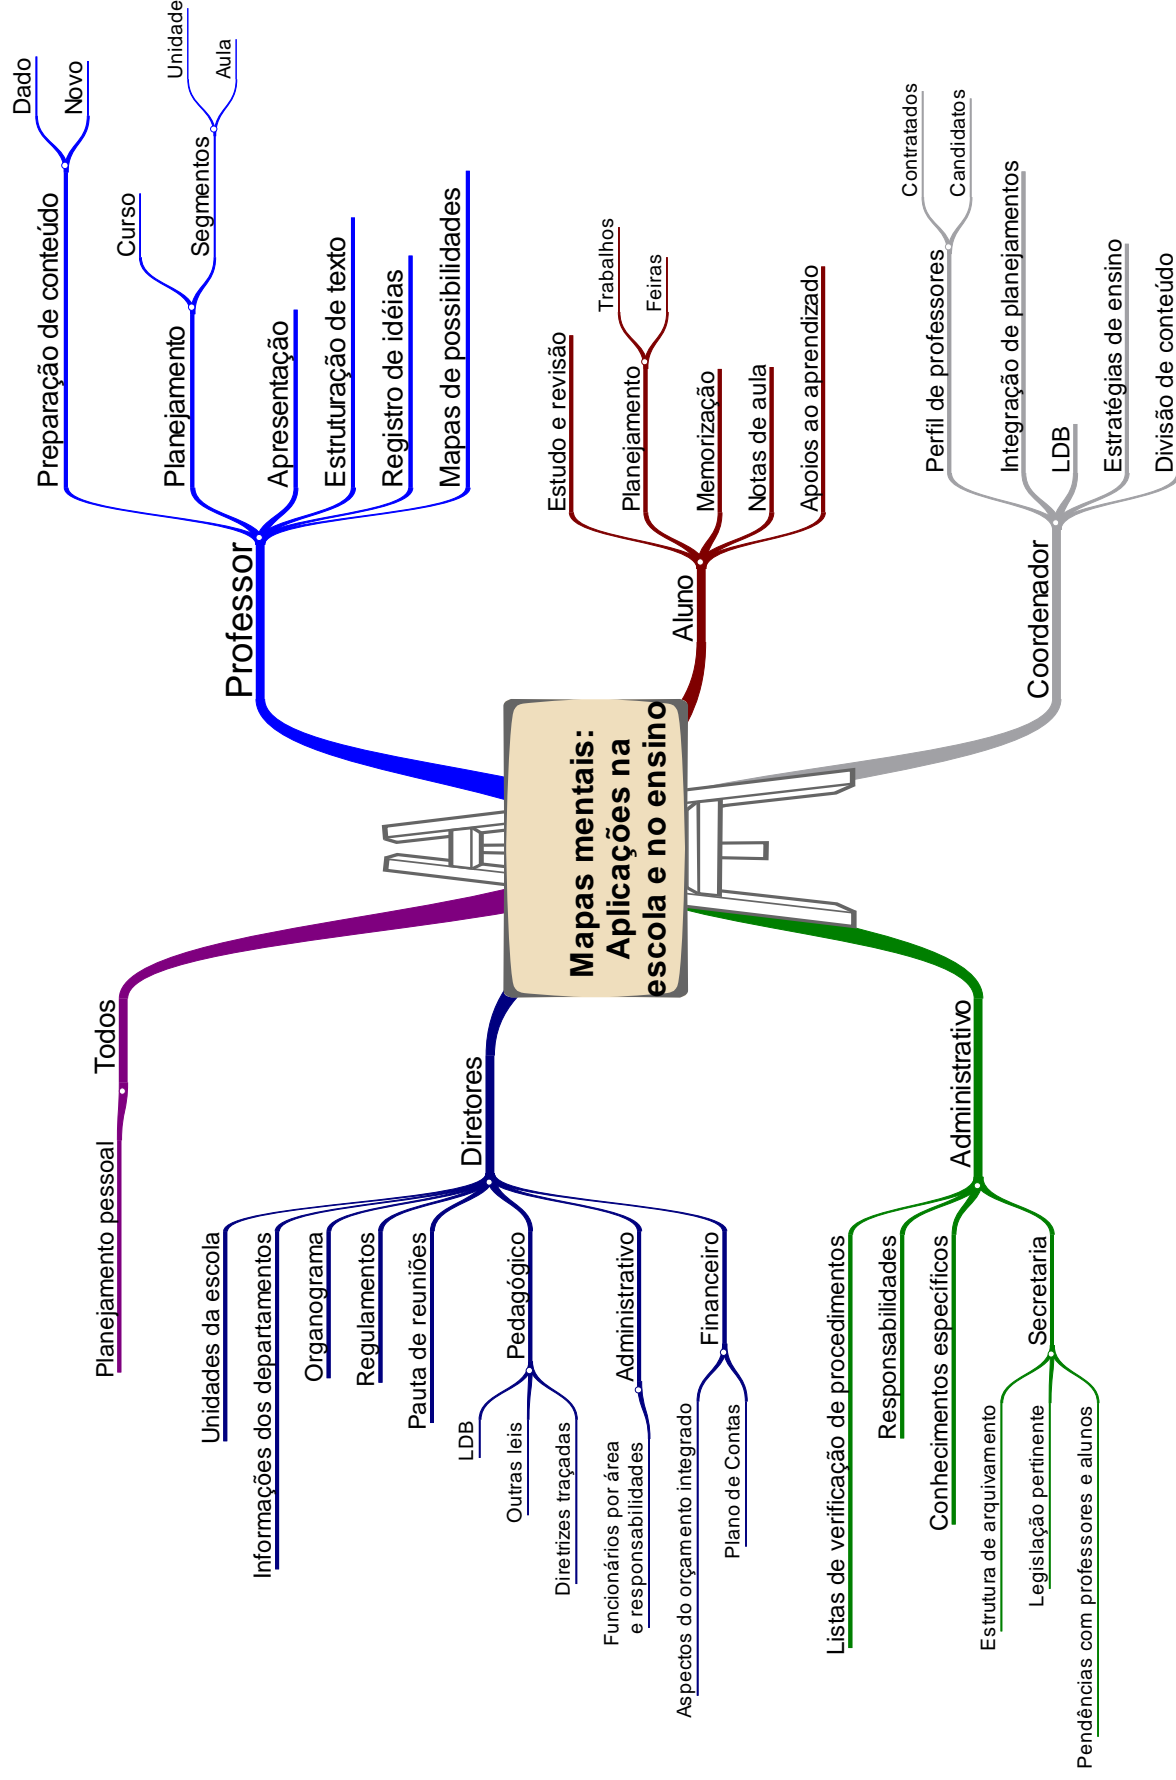 Mapas mentais:
Aplicações na
escola e no ensino
Professor
Preparação de conteúdo
Dado
Novo
Planejamento
Curso
Segmentos
Unidade
Aula
Apresentação
Estruturação de texto
Registro de idéias
Mapas de possibilidades
Aluno
Estudo e revisão
Planejamento
Trabalhos
Feiras
Memorização
Notas de aula
Apoios ao aprendizado
Coordenador
Perfil de professores
Contratados
Candidatos
Integração de planejamentos
LDB
Estratégias de ensino
Divisão de conteúdo
Todos
Planejamento pessoal
Diretores
Unidades da escola
Informações dos departamentos
Organograma
Regulamentos
Pauta de reuniões
Pedagógico
LDB
Outras leis
Diretrizes traçadas
Administrativo
Funcionários por área
e responsabilidades
Financeiro
Aspectos do orçamento integrado
Plano de Contas
Administrativo
Listas de verificação de procedimentos
Responsabilidades
Conhecimentos específicos
Secretaria
Estrutura de arquivamento
Legislação pertinente
Pendências com professores e alunos